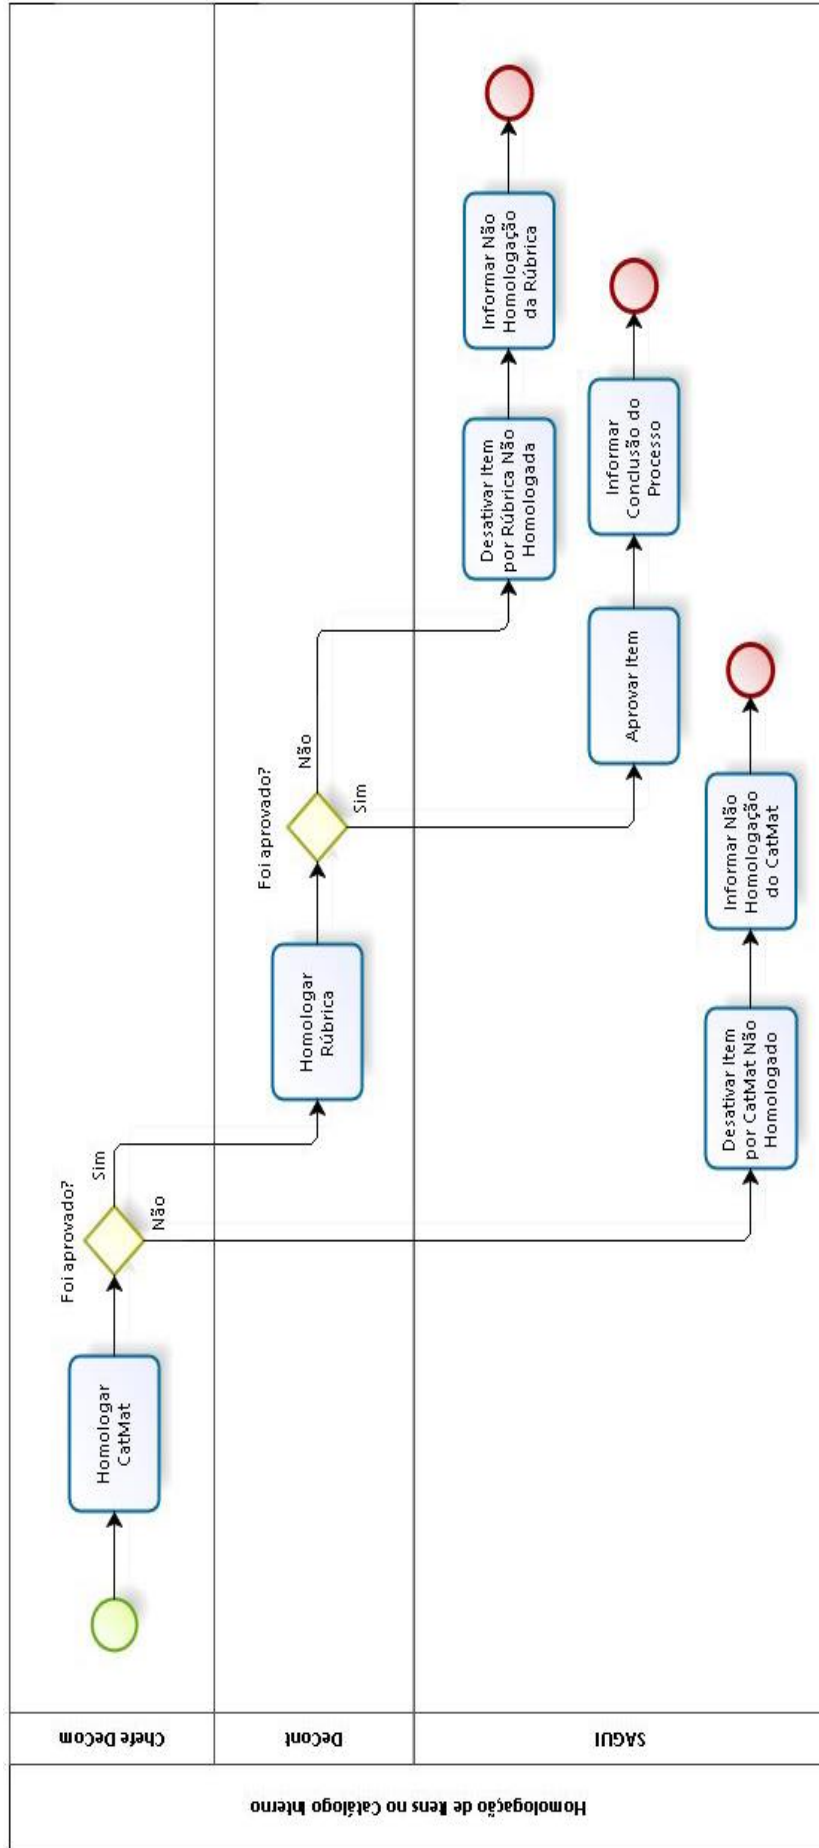 Homologação de Itens no Catálogo Interno
Chefe DeCom
DeCont
SAGUI
Homologar
CatMat
Foi aprovado?
Sim
Não
Homologar
Rúbrica
Foi aprovado?
Não
Sim
Desativar Item
por Rúbrica Não
Homologada
Informar Não
Homologação
da Rúbrica
Aprovar Item
Informar
Conclusão do
Processo
Desativar Item
por CatMat Não
Homologado
Informar Não
Homologação
do CatMat